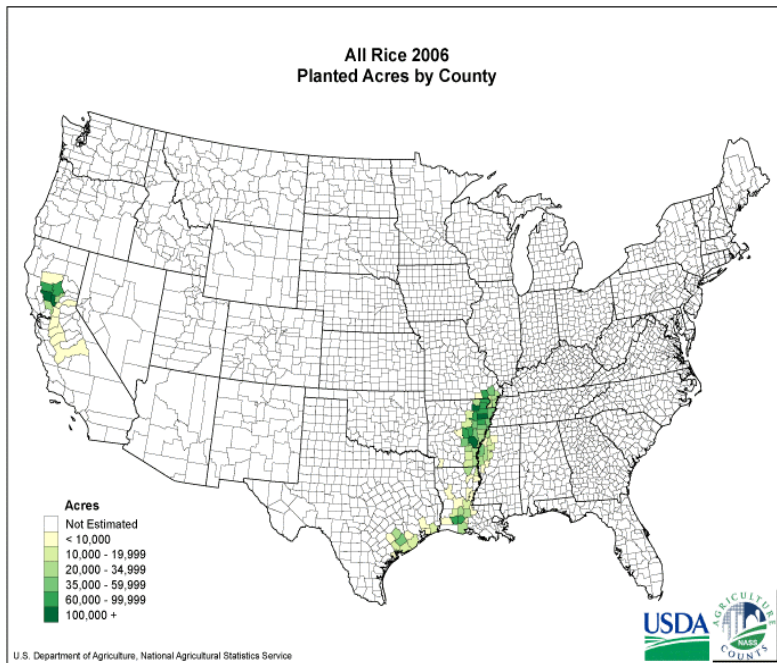 All Rice 2006
Planted Acres by County
Acres
Not Estimated
< 10,000
10,000 - 19,999
20,000 - 34,999
35,000 - 59,999
60,000 - 99,999
100,000 +
USDA
AGRICULTURE
NASS
COUNTS
U.S. Department of Agriculture, National Agricultural Statistics Service